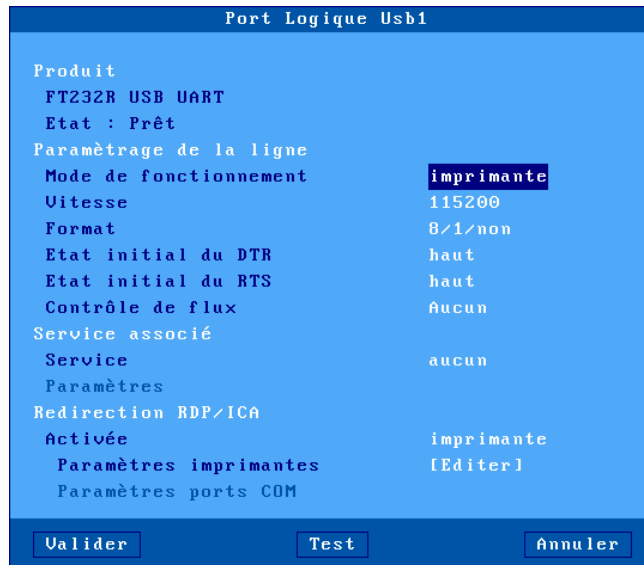 Port Logique Usb1
Produit
FT232R USB UART
Etat : Prêt
Paramètrage de la ligne
Mode de fonctionnement imprimante
Vitesse 115200
Format 8/1/non
Etat initial du DTR haut
Etat initial du RTS haut
Contrôle de flux Aucun
Service associé
Service aucun
Paramètres
Redirection RDP/ICA
Activée imprimante
Paramètres imprimantes [Editer]
Paramètres ports COM
Valider Test Annuler